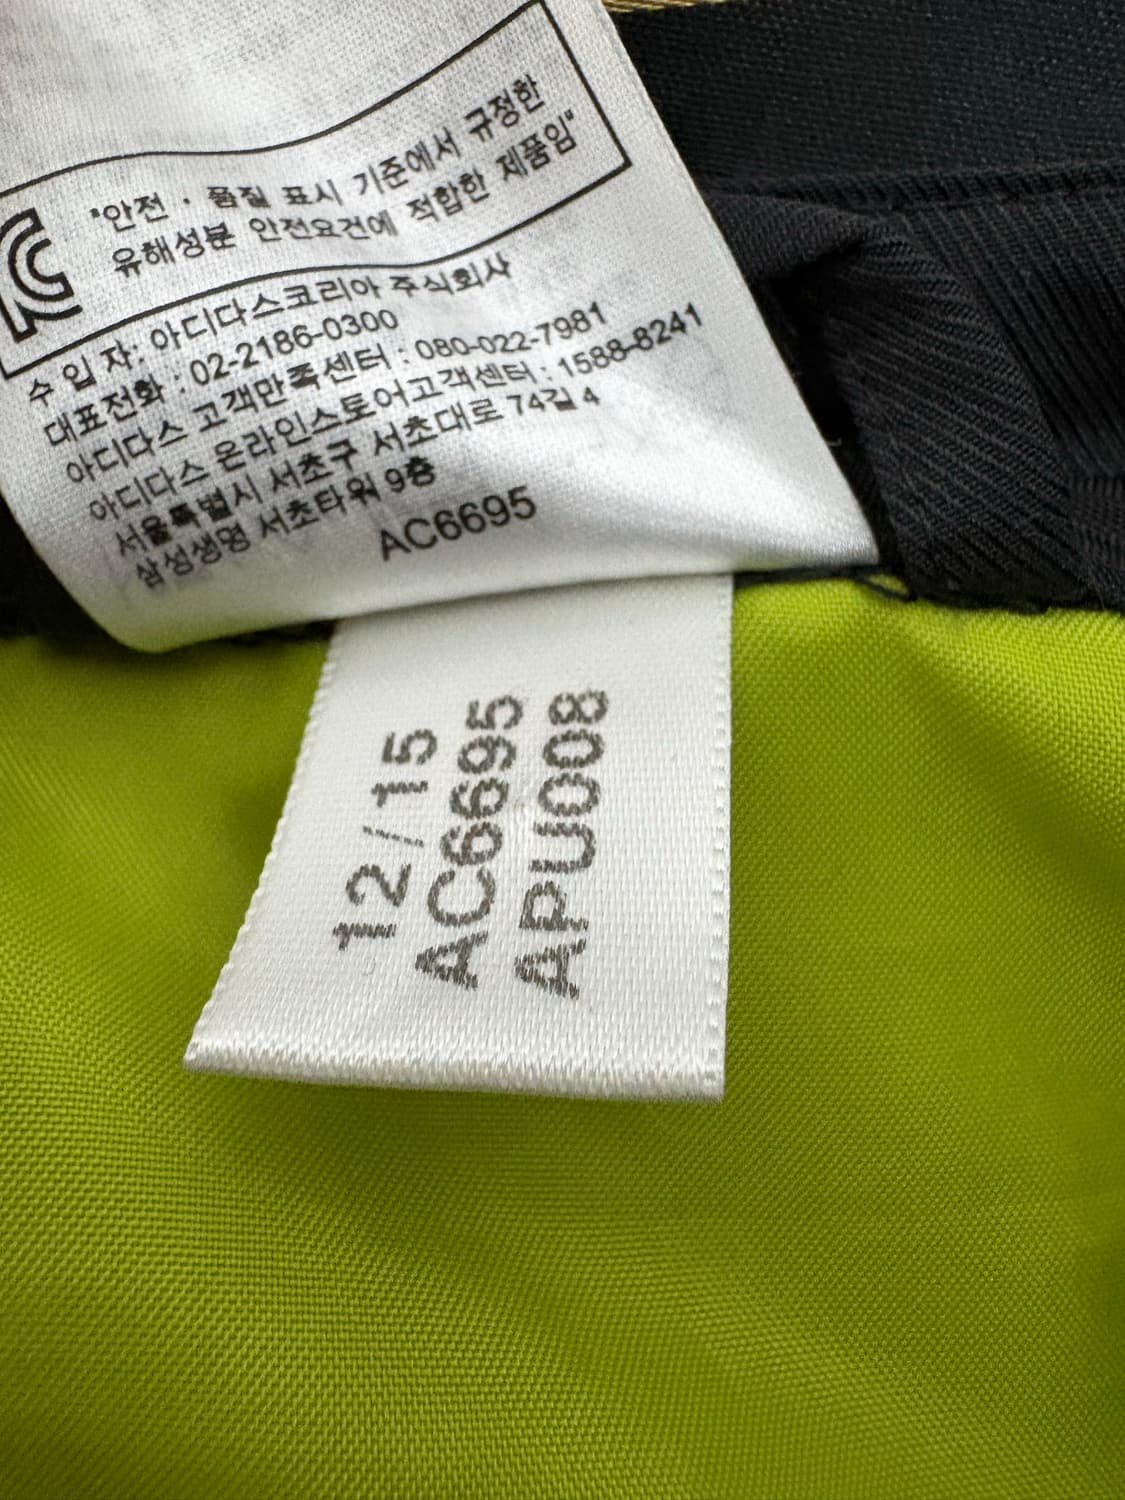 "안전 · 품질 표시 기준에서 규정한
유해성분 안전요건에 적합한 제품임"
수 입 자: 아디다스코리아 주식회사
대표전화 : 02-2186-0300
아디다스 고객만족센터 : 080-022-7981
아디다스 온라인스토어고객센터 : 1588-8241
서울특별시 서초구 서초대로 74길 4
삼성생명 서초타워 9층
AC6695
12/15
AC6695
APU008